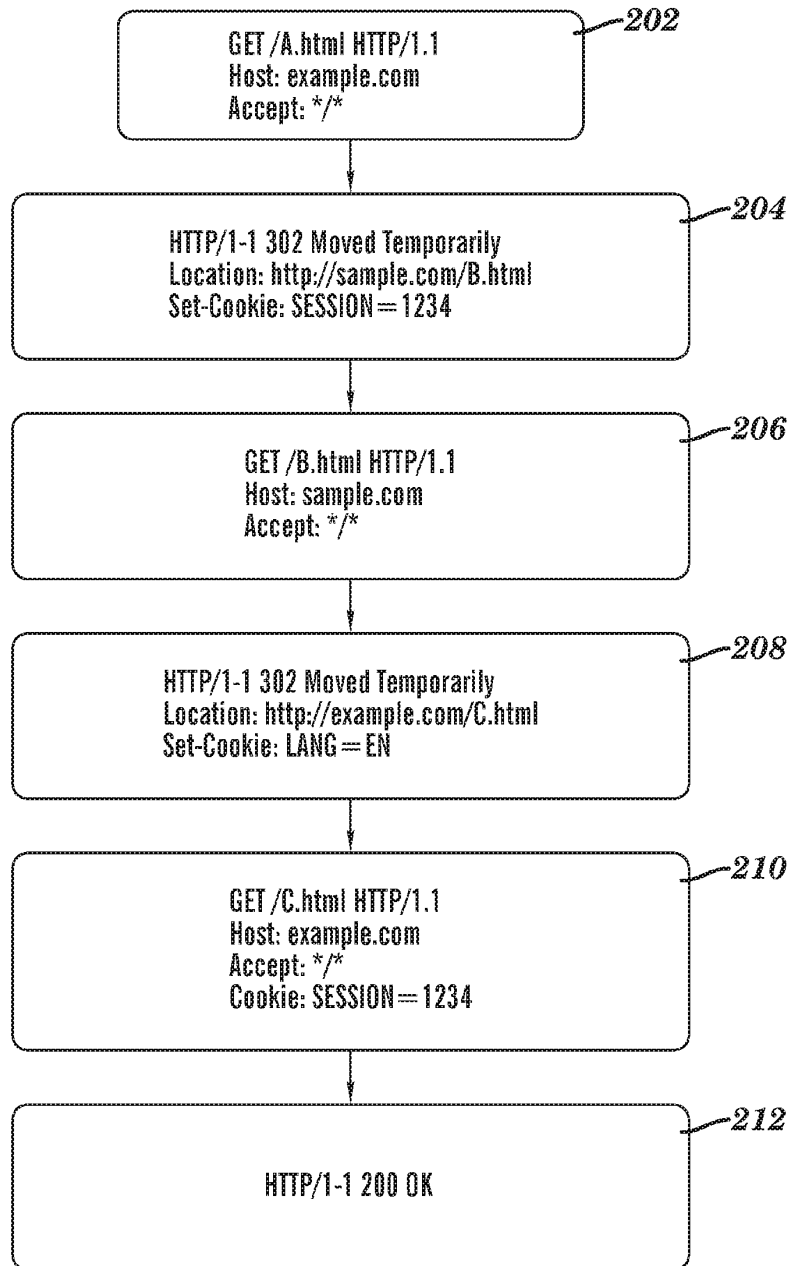 202
GET /A.html HTTP/1.1
Host: example.com
Accept: */*
204
HTTP/1-1 302 Moved Temporarily
Location: http://sample.com/B.html
Set-Cookie: SESSION=1234
206
GET /B.html HTTP/1.1
Host: sample.com
Accept: */*
208
HTTP/1-1 302 Moved Temporarily
Location: http://example.com/C.html
Set-Cookie: LANG=EN
210
GET /C.html HTTP/1.1
Host: example.com
Accept: */*
Cookie: SESSION=1234
212
HTTP/1-1 200 OK